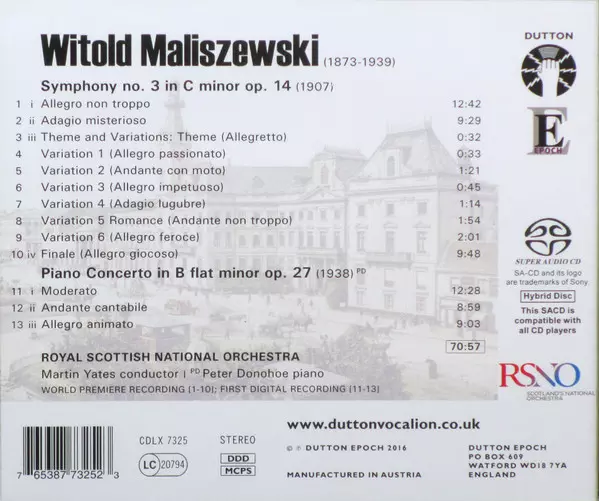 Witold Maliszewski (1873-1939)
DUTTON
Symphony no. 3 in C minor op. 14 (1907)
1 i Allegro non troppo 12:42
2 ii Adagio misterioso 9:29
3 iii Theme and Variations: Theme (Allegretto) 0:32
4 Variation 1 (Allegro passionato) 0;33
5 Variation 2 (Andante con moto) 1:21
6 Variation 3 (Allegro impetuoso) 0:45
7 Variation 4 (Adagio lugubre) 1:14
8 Variation 5 Romance (Andante non troppo) 1:54
9 Variation 6 (Allegro feroce) 2:01
10 iv Finale (Allegro giocoso) 9:48
E
EPOCH
Piano Concerto in B flat minor op. 27 (1938) PD
11 i Moderato 12:28
12 ii Andante cantabile 8:59
13 iii Allegro animato 9:03
70:57
SUPER AUDIO CD
SA-CD and its logo
are trademarks of Sony
Hybrid Disc
This SACD is
compatible with
all CD players
ROYAL SCOTTISH NATIONAL ORCHESTRA
Martin Yates conductor | PD Peter Donohoe piano
WORLD PREMIERE RECORDING [1-10]; FIRST DIGITAL RECORDING [11-13]
RSNO
SCOTLAND'S NATIONAL
ORCHESTRA
7 65387 73252 3
CDLX 7325 STEREO
LC 20794
DDD
MCPS
www.duttonvocalion.co.uk
© ℗ DUTTON EPOCH 2016
MANUFACTURED IN AUSTRIA
DUTTON EPOCH
PO BOX 609
WATFORD WD18 7YA
ENGLAND